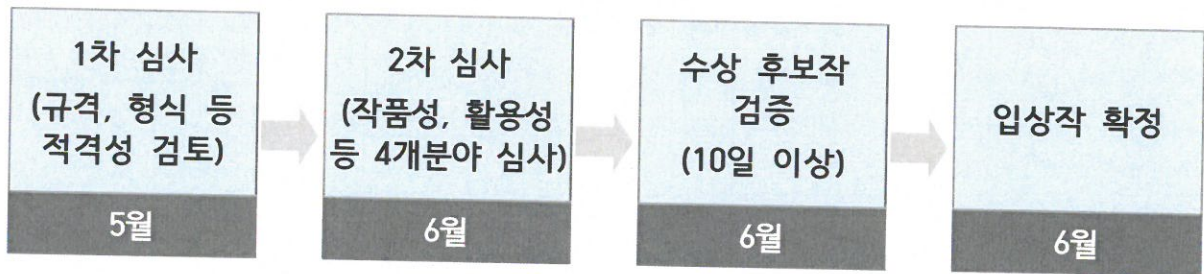 1차 심사
(규격, 형식 등
적격성 검토)
5월
2차 심사
(작품성, 활용성
등 4개분야 심사)
6월
수상 후보작
검증
(10일 이상)
6월
입상작 확정
6월